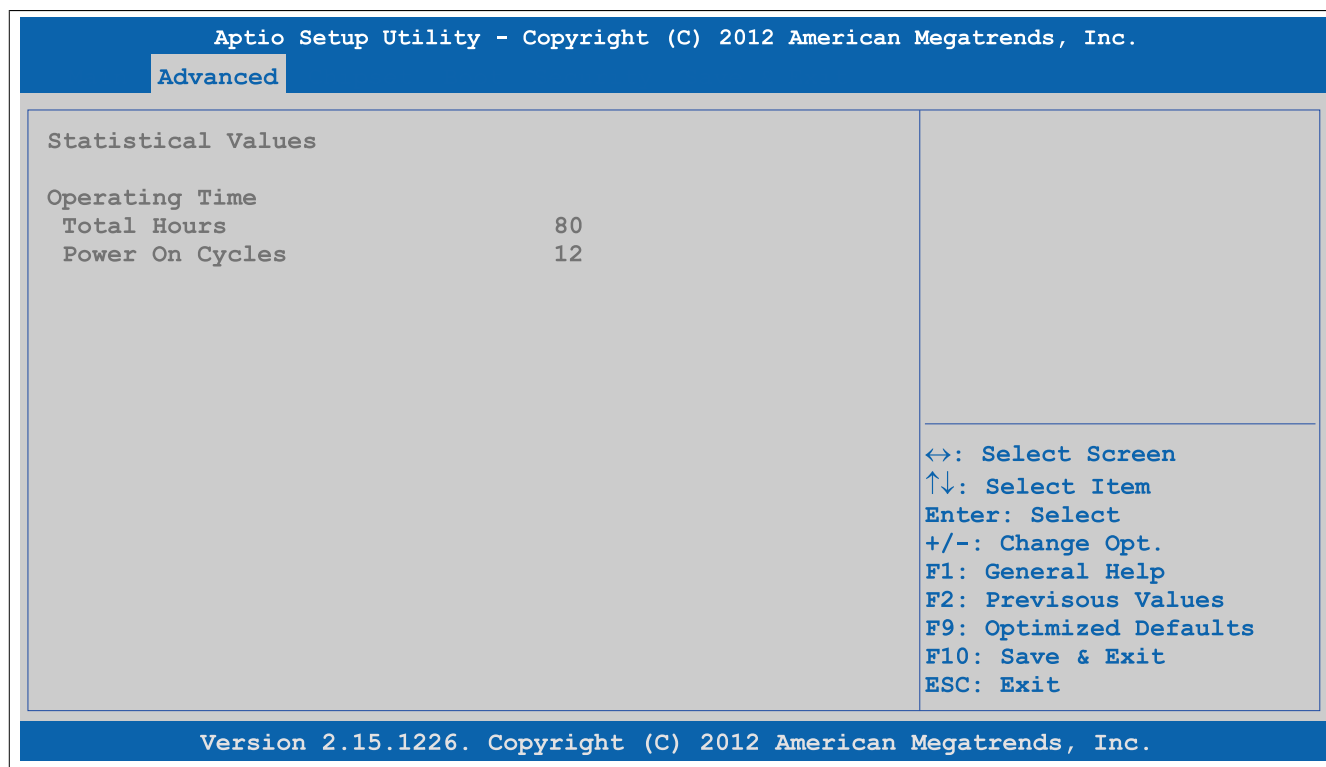 Aptio Setup Utility - Copyright (C) 2012 American Megatrends, Inc.
Advanced
Statistical Values
Operating Time
Total Hours 80
Power On Cycles 12
↔: Select Screen
↑↓: Select Item
Enter: Select
+/-: Change Opt.
F1: General Help
F2: Previsous Values
F9: Optimized Defaults
F10: Save & Exit
ESC: Exit
Version 2.15.1226. Copyright (C) 2012 American Megatrends, Inc.